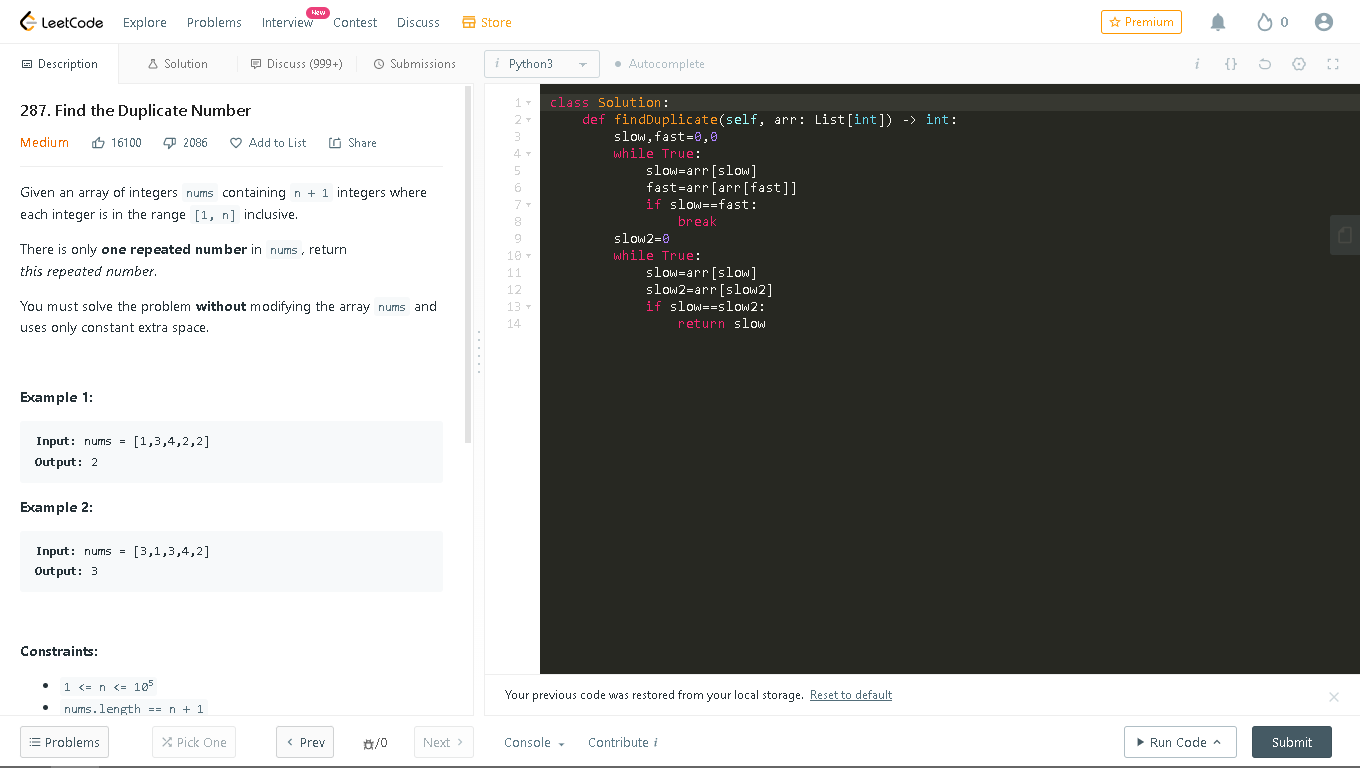 LeetCode Explore Problems Interview New Contest Discuss Store Premium 0
Description Solution Discuss (999+) Submissions i Python3 Autocomplete i {}
287. Find the Duplicate Number
Medium 16100 2086 Add to List Share
Given an array of integers nums containing n + 1 integers where
each integer is in the range [1, n] inclusive.
There is only one repeated number in nums, return
this repeated number.
You must solve the problem without modifying the array nums and
uses only constant extra space.
Example 1:
Input: nums = [1,3,4,2,2]
Output: 2
Example 2:
Input: nums = [3,1,3,4,2]
Output: 3
Constraints:
• 1 <= n <= 10⁵
• nums.length == n + 1
1 class Solution:
2     def findDuplicate(self, arr: List[int]) -> int:
3         slow,fast=0,0
4         while True:
5             slow=arr[slow]
6             fast=arr[arr[fast]]
7             if slow==fast:
8                 break
9         slow2=0
10         while True:
11             slow=arr[slow]
12             slow2=arr[slow2]
13             if slow==slow2:
14                 return slow
Your previous code was restored from your local storage. Reset to default
Problems Pick One Prev /0 Next Console Contribute i Run Code Submit